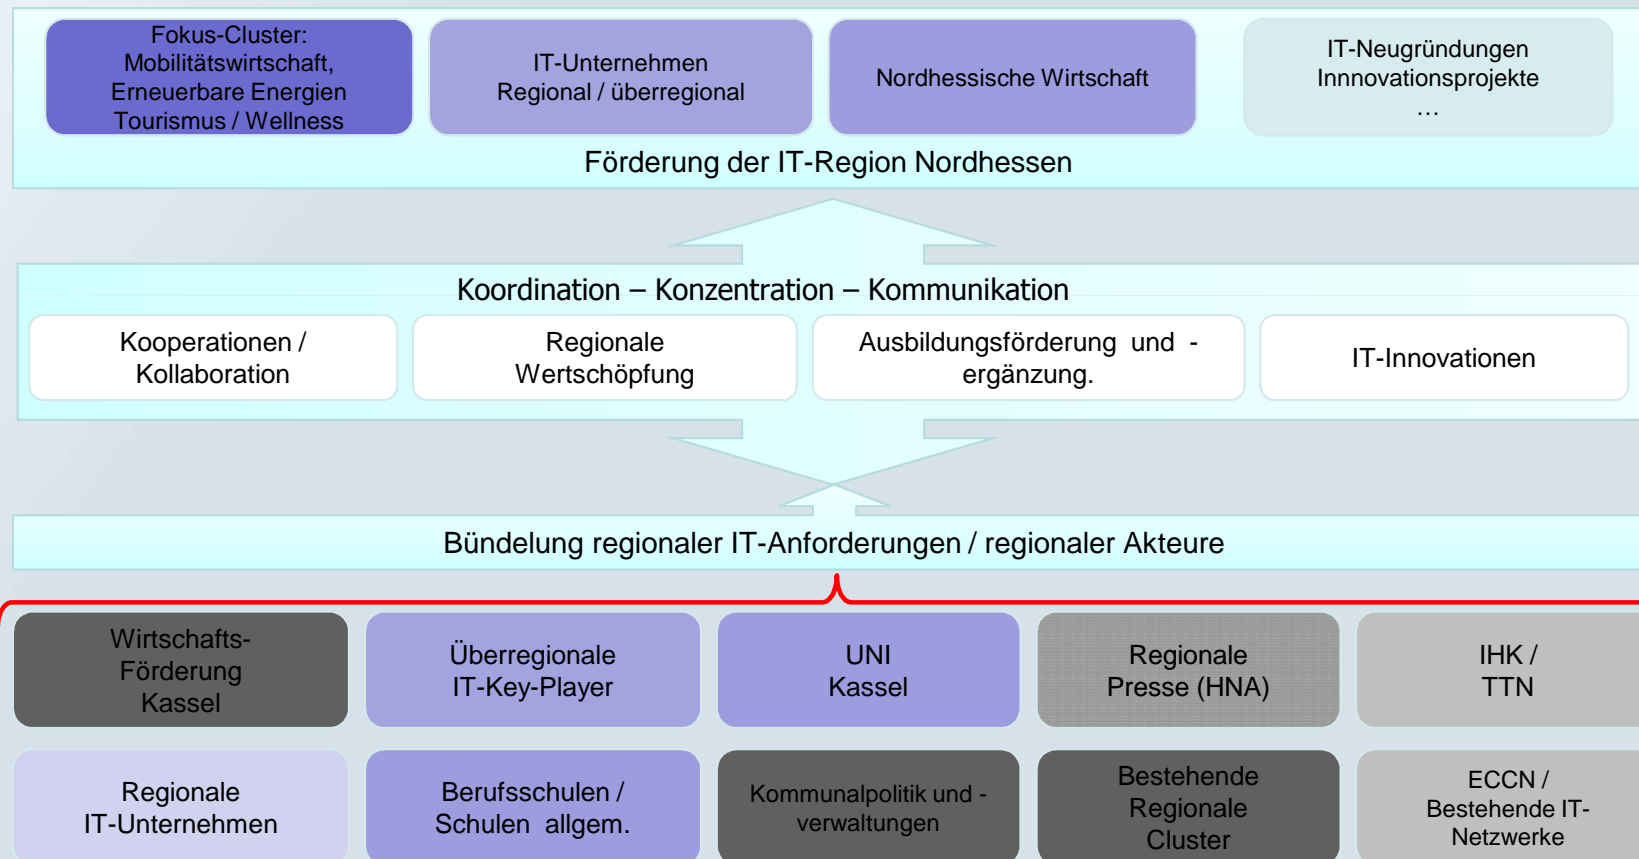 Fokus-Cluster:
Mobilitätswirtschaft,
Erneuerbare Energien
Tourismus / Wellness
IT-Unternehmen
Regional / überregional
Nordhessische Wirtschaft
IT-Neugründungen
Innnovationsprojekte
…
Förderung der IT-Region Nordhessen
Koordination – Konzentration – Kommunikation
Kooperationen /
Kollaboration
Regionale
Wertschöpfung
Ausbildungsförderung und -
ergänzung.
IT-Innovationen
Bündelung regionaler IT-Anforderungen / regionaler Akteure
Wirtschafts-
Förderung
Kassel
Überregionale
IT-Key-Player
UNI
Kassel
Regionale
Presse (HNA)
IHK /
TTN
Regionale
IT-Unternehmen
Berufsschulen /
Schulen allgem.
Kommunalpolitik und -
verwaltungen
Bestehende
Regionale
Cluster
ECCN /
Bestehende IT-
Netzwerke